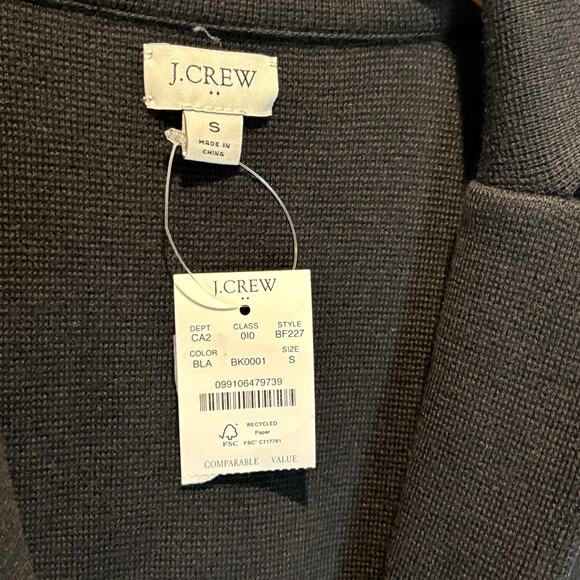 J.CREW
S
MADE IN
CHINA
J.CREW
DEPT CLASS STYLE
CA2 0I0 BF227
COLOR SIZE
BLA BK0001 S
099106479739
RECYCLED
Paper
FSC FSC® C117781
COMPARABLE VALUE